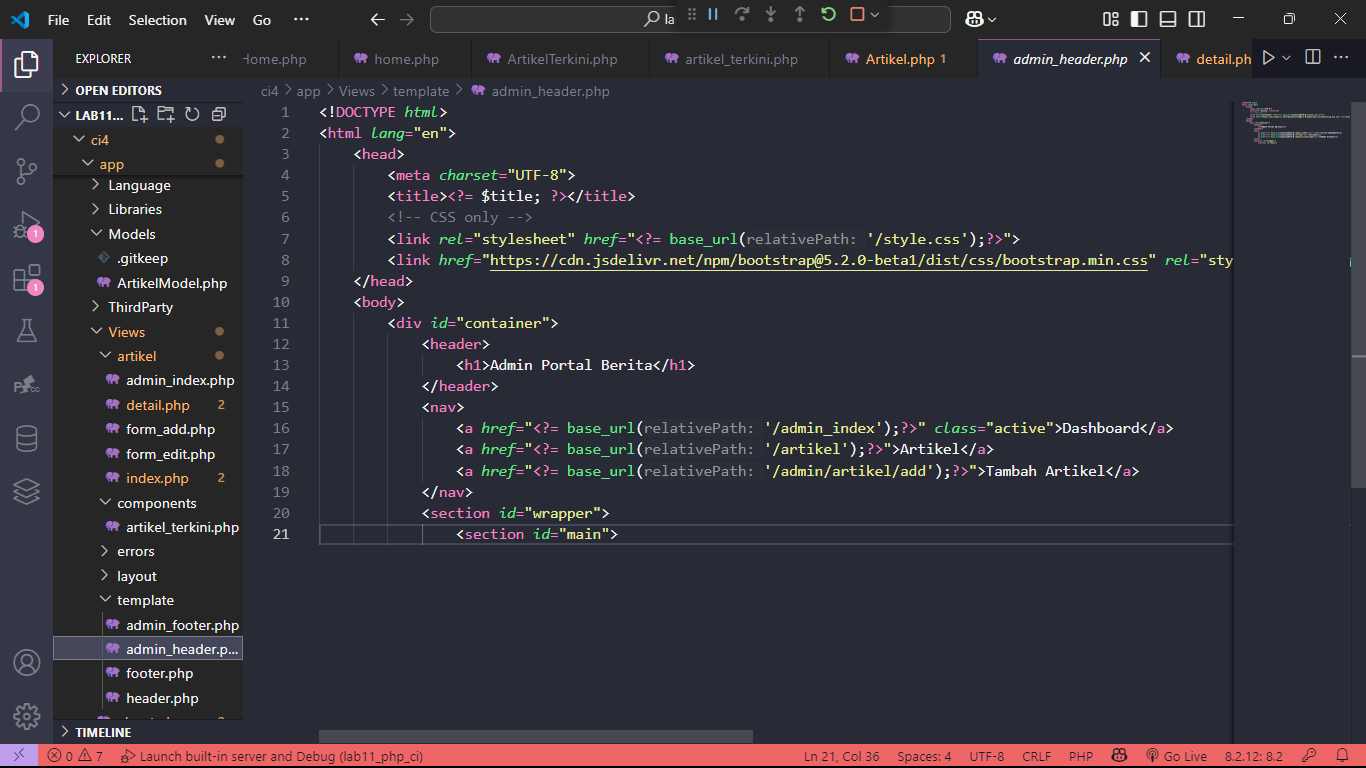 File Edit Selection View Go ··· la
EXPLORER ···
OPEN EDITORS
LAB11...
ci4
app
Language
Libraries
Models
.gitkeep
ArtikelModel.php
ThirdParty
Views
artikel
admin_index.php
detail.php 2
form_add.php
form_edit.php
index.php 2
components
artikel_terkini.php
errors
layout
template
admin_footer.php
admin_header.p...
footer.php
header.php
TIMELINE
1
1
Home.php home.php ArtikelTerkini.php artikel_terkini.php Artikel.php 1 admin_header.php detail.ph
ci4 > app > Views > template > admin_header.php
1 <!DOCTYPE html>
2 <html lang="en">
3 <head>
4 <meta charset="UTF-8">
5 <title><?= $title; ?></title>
6 <!-- CSS only -->
7 <link rel="stylesheet" href="<?= base_url(relativePath: '/style.css');?>">
8 <link href="https://cdn.jsdelivr.net/npm/bootstrap@5.2.0-beta1/dist/css/bootstrap.min.css" rel="sty
9 </head>
10 <body>
11 <div id="container">
12 <header>
13 <h1>Admin Portal Berita</h1>
14 </header>
15 <nav>
16 <a href="<?= base_url(relativePath: '/admin_index');?>" class="active">Dashboard</a>
17 <a href="<?= base_url(relativePath: '/artikel');?>">Artikel</a>
18 <a href="<?= base_url(relativePath: '/admin/artikel/add');?>">Tambah Artikel</a>
19 </nav>
20 <section id="wrapper">
21 <section id="main">
0 7 Launch built-in server and Debug (lab11_php_ci) Ln 21, Col 36 Spaces: 4 UTF-8 CRLF PHP Go Live 8.2.12: 8.2